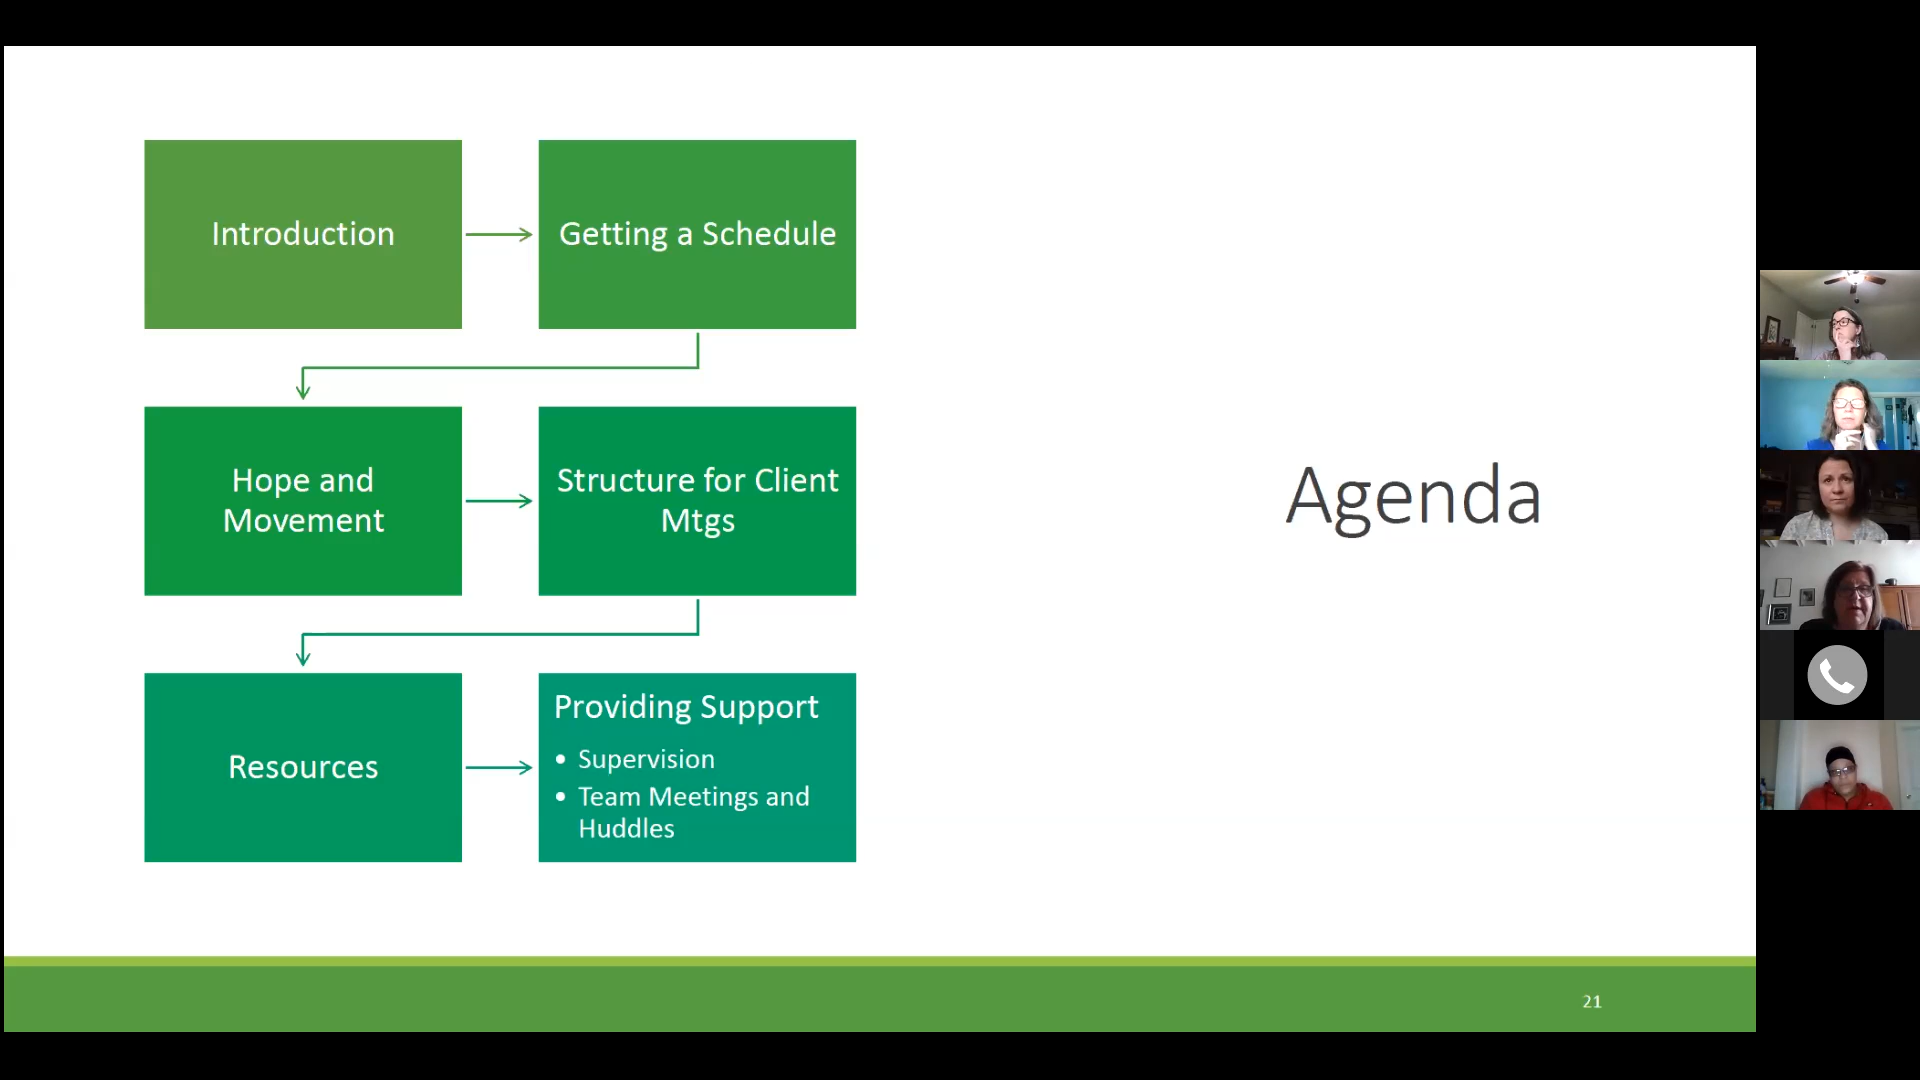 Introduction
Getting a Schedule
Hope and
Movement
Structure for Client
Mtgs
Resources
Providing Support
• Supervision
• Team Meetings and
Huddles
Agenda
21